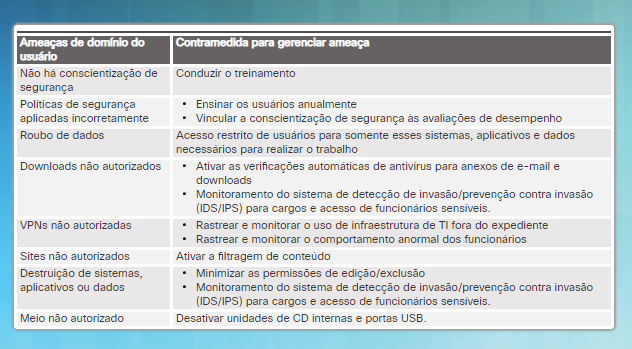 Ameaças de domínio do usuário
Contramedida para gerenciar ameaça
Não há conscientização de segurança
Conduzir o treinamento
Políticas de segurança aplicadas incorretamente
• Ensinar os usuários anualmente
• Vincular a conscientização de segurança às avaliações de desempenho
Roubo de dados
Acesso restrito de usuários para somente esses sistemas, aplicativos e dados
necessários para realizar o trabalho
Downloads não autorizados
• Ativar as verificações automáticas de antivírus para anexos de e-mail e
downloads
• Monitoramento do sistema de detecção de invasão/prevenção contra invasão
(IDS/IPS) para cargos e acesso de funcionários sensíveis.
VPNs não autorizadas
• Rastrear e monitorar o uso de infraestrutura de TI fora do expediente
• Rastrear e monitorar o comportamento anormal dos funcionários
Sites não autorizados
Ativar a filtragem de conteúdo
Destruição de sistemas, aplicativos ou dados
• Minimizar as permissões de edição/exclusão
• Monitoramento do sistema de detecção de invasão/prevenção contra invasão
(IDS/IPS) para cargos e acesso de funcionários sensíveis.
Meio não autorizado
Desativar unidades de CD internas e portas USB.